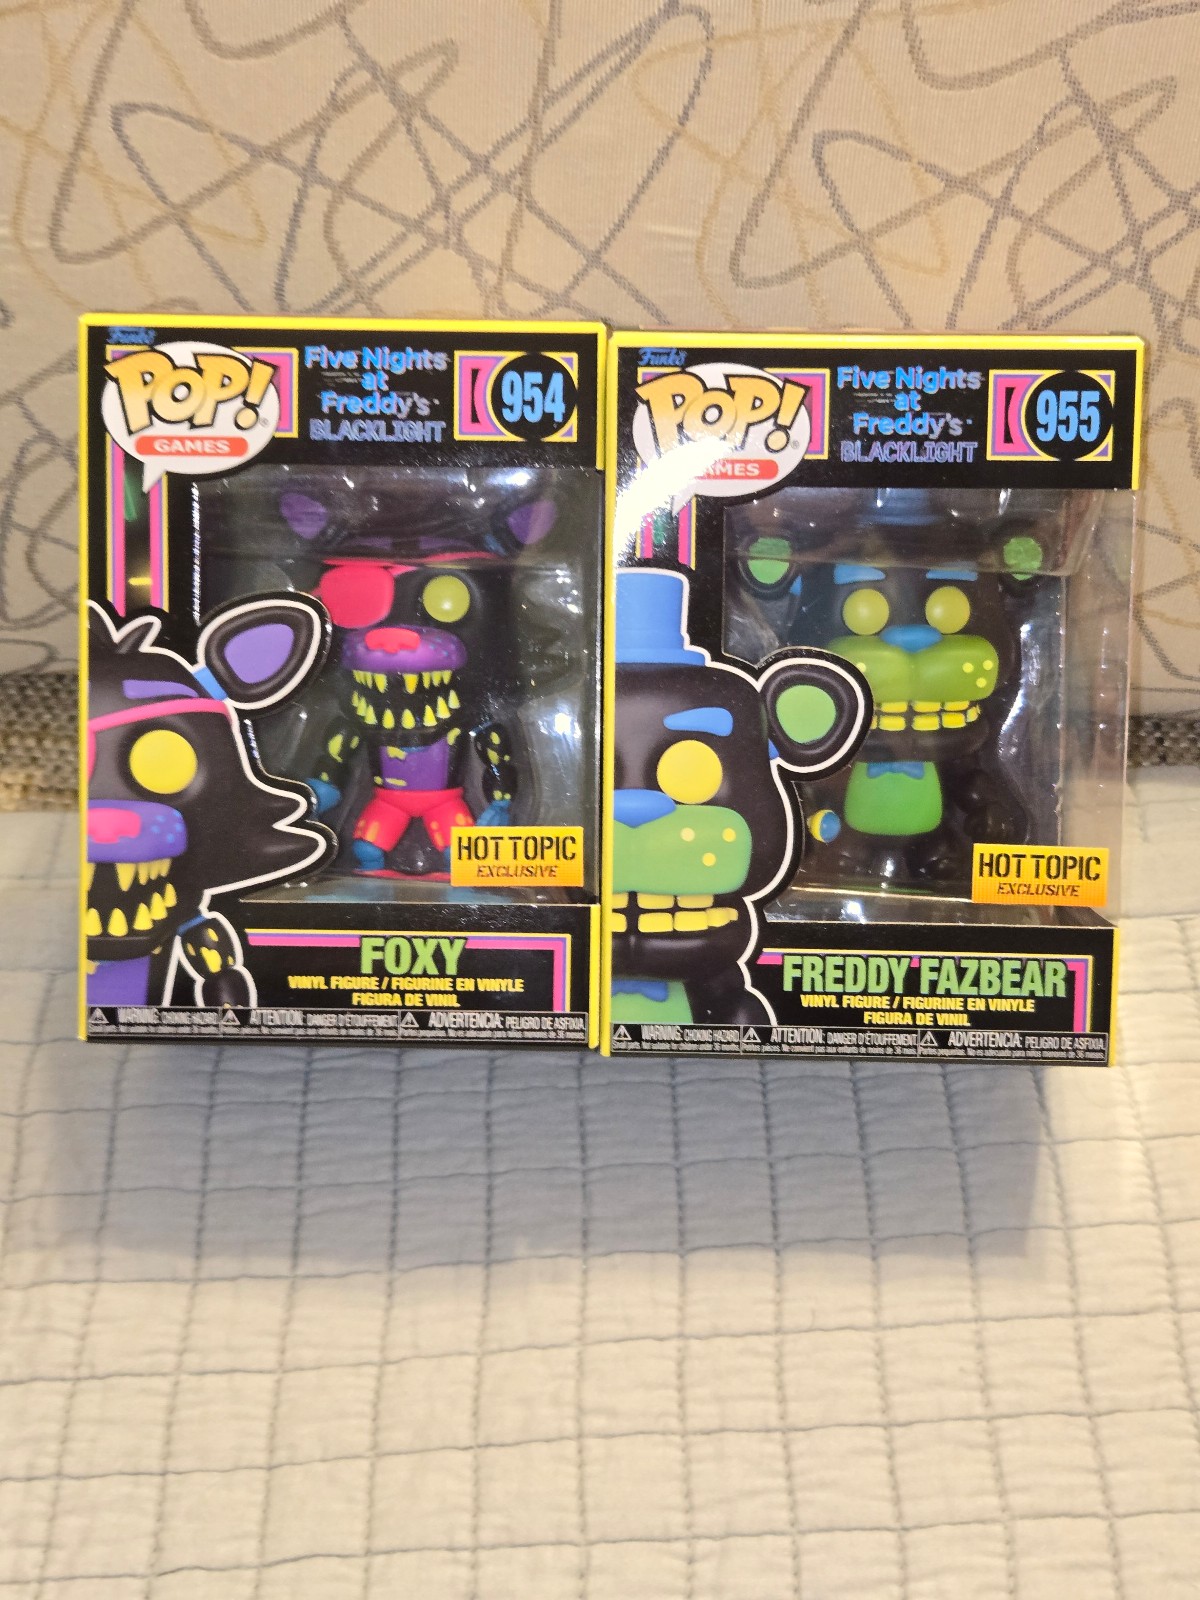 Funko
POP!
GAMES
Five Nights
at
Freddy's
BLACKLIGHT
954
HOT TOPIC
EXCLUSIVE
FOXY
VINYL FIGURE / FIGURINE EN VINYLE
FIGURA DE VINIL
WARNING: CHOKING HAZARD.
ATTENTION: DANGER D'ÉTOUFFEMENT.
ADVERTENCIA: PELIGRO DE ASFIXIA.
Funko
POP!
Five Nights
at
Freddy's
BLACKLIGHT
955
HOT TOPIC
EXCLUSIVE
FREDDY FAZBEAR
VINYL FIGURE / FIGURINE EN VINYLE
FIGURA DE VINIL
WARNING: CHOKING HAZARD.
ATTENTION: DANGER D'ÉTOUFFEMENT.
ADVERTENCIA: PELIGRO DE ASFIXIA.